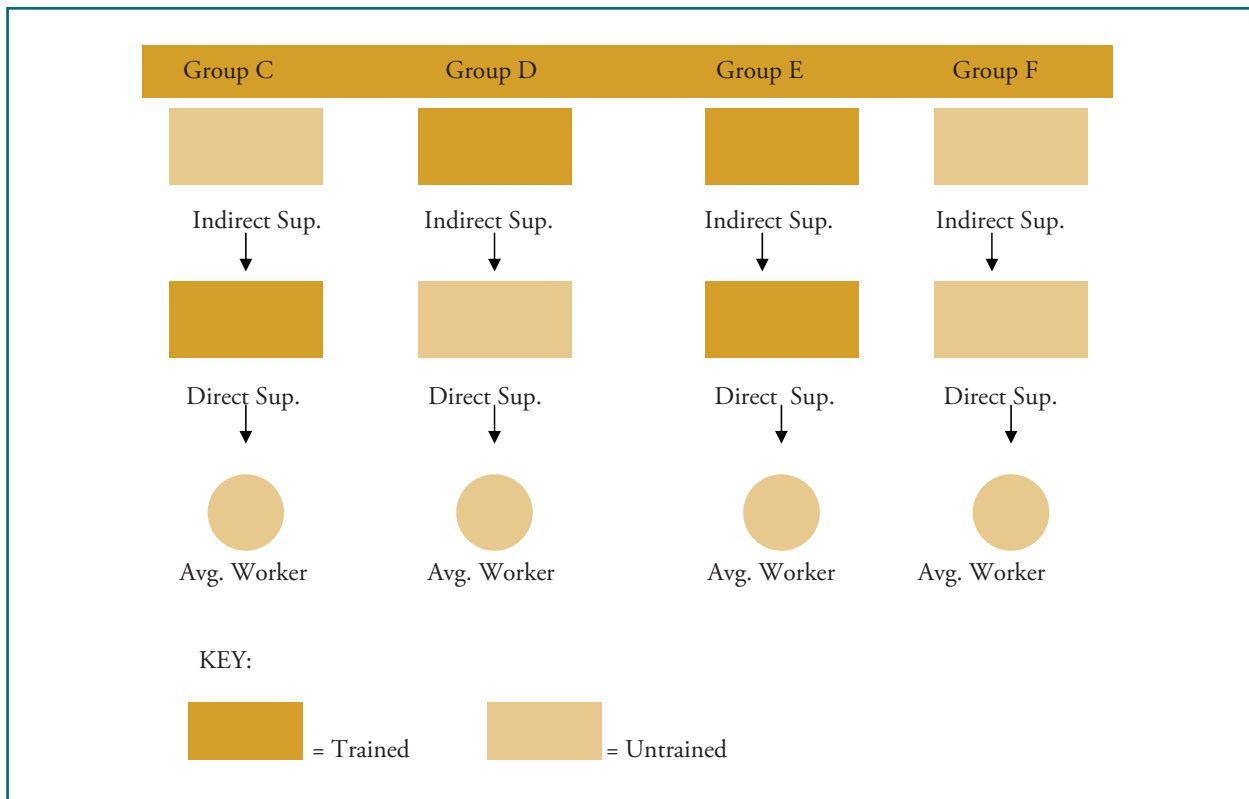 Group C Group D Group E Group F
Indirect Sup. Indirect Sup. Indirect Sup. Indirect Sup.
Direct Sup. Direct Sup. Direct Sup. Direct Sup.
Avg. Worker Avg. Worker Avg. Worker Avg. Worker
KEY:
= Trained = Untrained